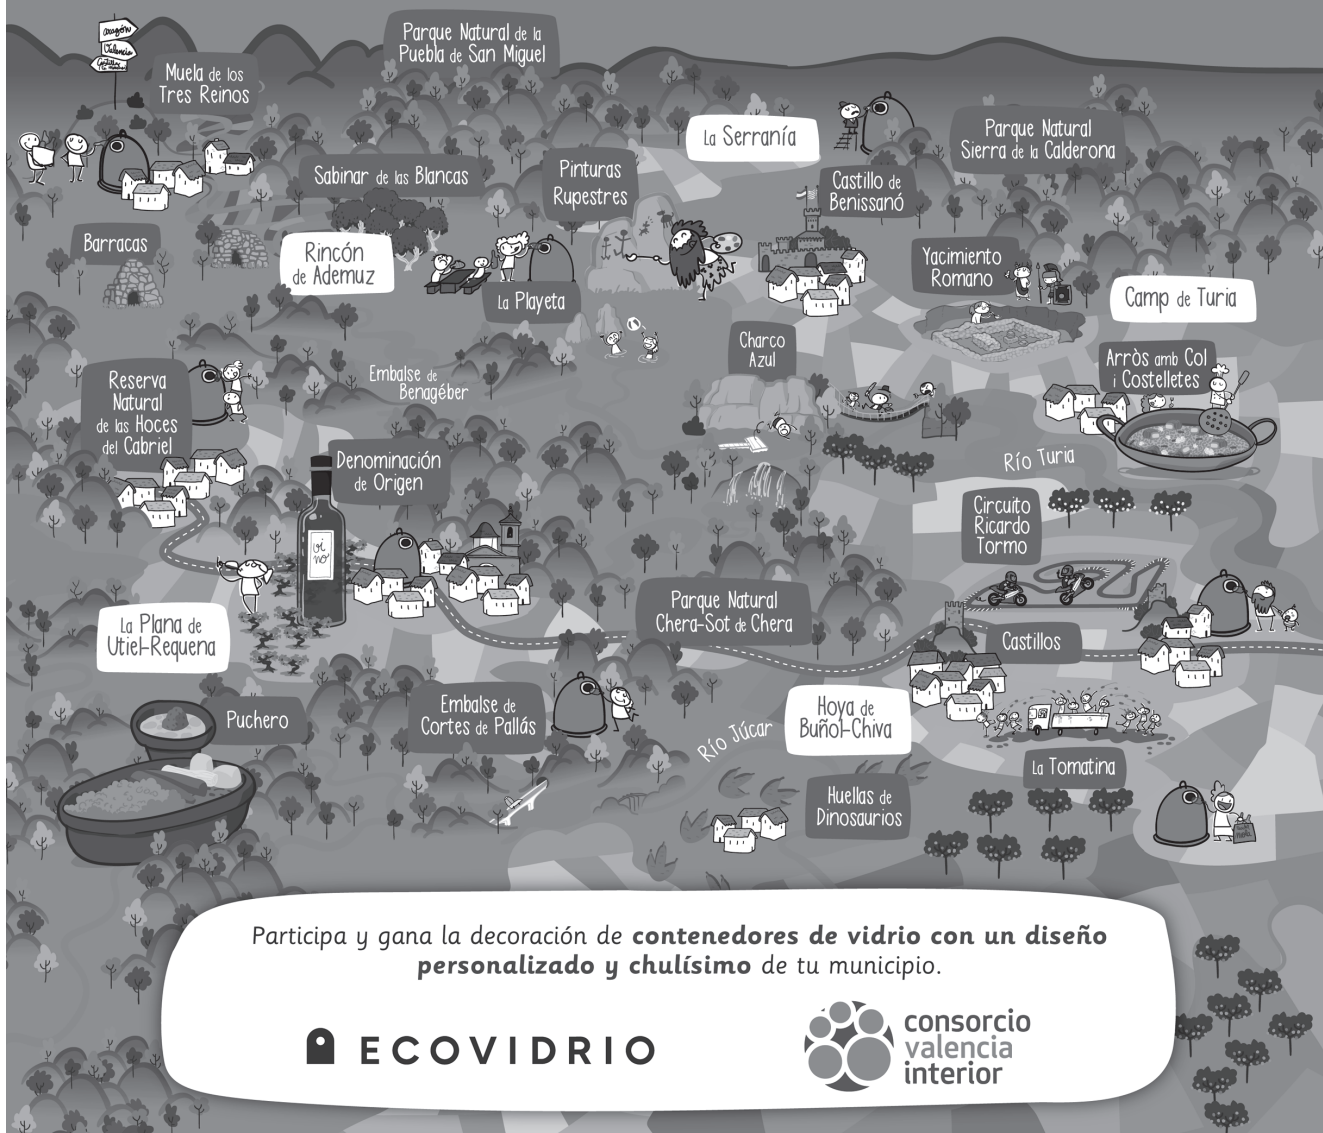 aragón
Valencia
Castilla
Parque Natural de la
Puebla de San Miguel
Muela de los
Tres Reinos
La Serranía
Parque Natural
Sierra de la Calderona
Sabinar de las Blancas
Pinturas
Rupestres
Castillo de
Benissanó
Barracas
Rincón
de Ademuz
Yacimiento
Romano
La Playeta
Camp de Turia
Charco
Azul
Arròs amb Col
i Costelletes
Reserva
Natural
de las Hoces
del Cabriel
Embalse de
Benagéber
Denominación
de Origen
Río Turia
Circuito
Ricardo
Tormo
vi
no
Parque Natural
Chera-Sot de Chera
La Plana de
Utiel-Requena
Castillos
Puchero
Embalse de
Cortes de Pallás
Río Júcar
Hoya de
Buñol-Chiva
La Tomatina
Huellas de
Dinosaurios
Participa y gana la decoración de contenedores de vidrio con un diseño
personalizado y chulísimo de tu municipio.
ECOVIDRIO
consorcio
valencia
interior